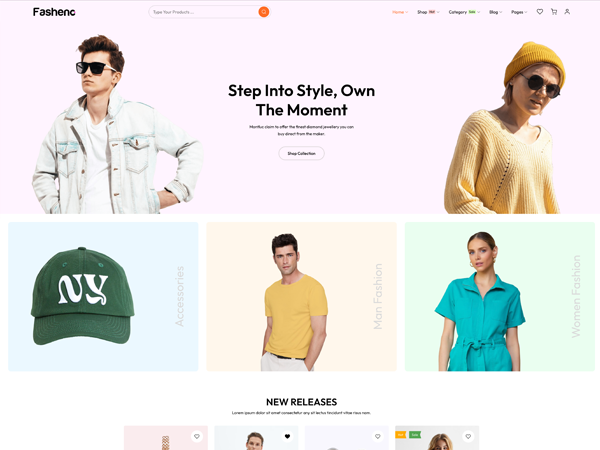 Fashenc
Type Your Products ...
Home
Shop
Category
Blog
Pages
Step Into Style, Own
The Moment
Montluc claim to offer the finest diamond jewellery you can
buy direct from the maker.
Shop Collection
NY
Accessories
Man Fashion
Women Fashion
NEW RELEASES
Lorem ipsum dolor sit amet consectetur any sit lectus tincidunt vitae risus nam.